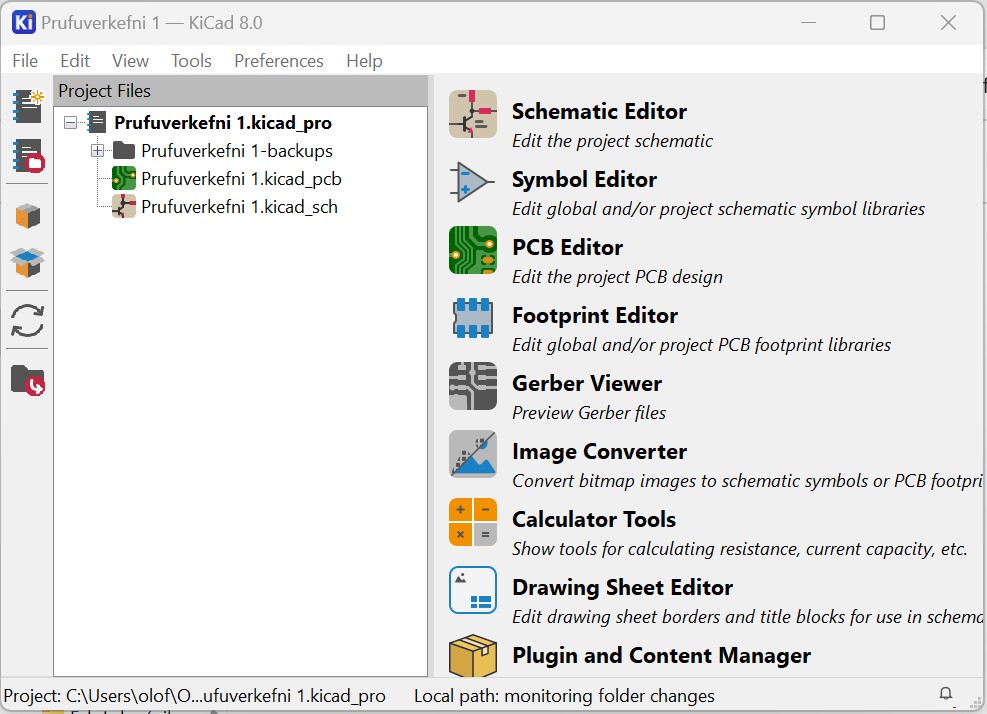 Prufuverkefni 1 — KiCad 8.0
File Edit View Tools Preferences Help
Project Files
Prufuverkefni 1.kicad_pro
Prufuverkefni 1-backups
Prufuverkefni 1.kicad_pcb
Prufuverkefni 1.kicad_sch
Schematic Editor
Edit the project schematic
Symbol Editor
Edit global and/or project schematic symbol libraries
PCB Editor
Edit the project PCB design
Footprint Editor
Edit global and/or project PCB footprint libraries
Gerber Viewer
Preview Gerber files
Image Converter
Convert bitmap images to schematic symbols or PCB footpri
Calculator Tools
Show tools for calculating resistance, current capacity, etc.
Drawing Sheet Editor
Edit drawing sheet borders and title blocks for use in schema
Plugin and Content Manager
Project: C:\Users\olof\O...ufuverkefni 1.kicad_pro Local path: monitoring folder changes